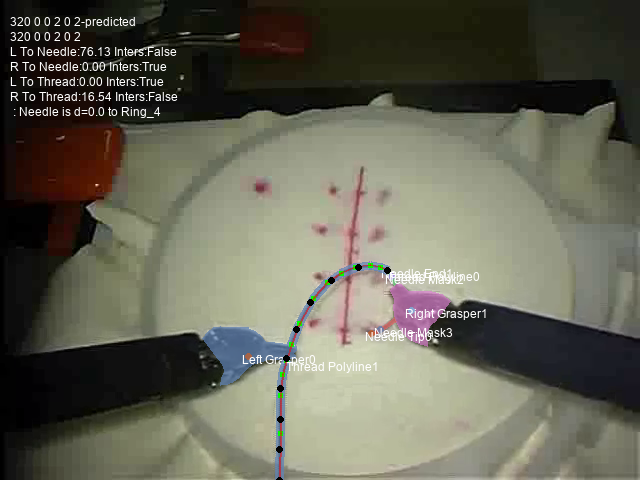 320 0 0 2 0 2-predicted
320 0 0 2 0 2
L To Needle:76.13 Inters:False
R To Needle:0.00 Inters:True
L To Thread:0.00 Inters:True
R To Thread:16.54 Inters:False
: Needle is d=0.0 to Ring_4
Needle End1
Needle Mask2
Right Grasper1
Needle Mask3
Needle Tip0
Left Grasper0
Thread Polyline1